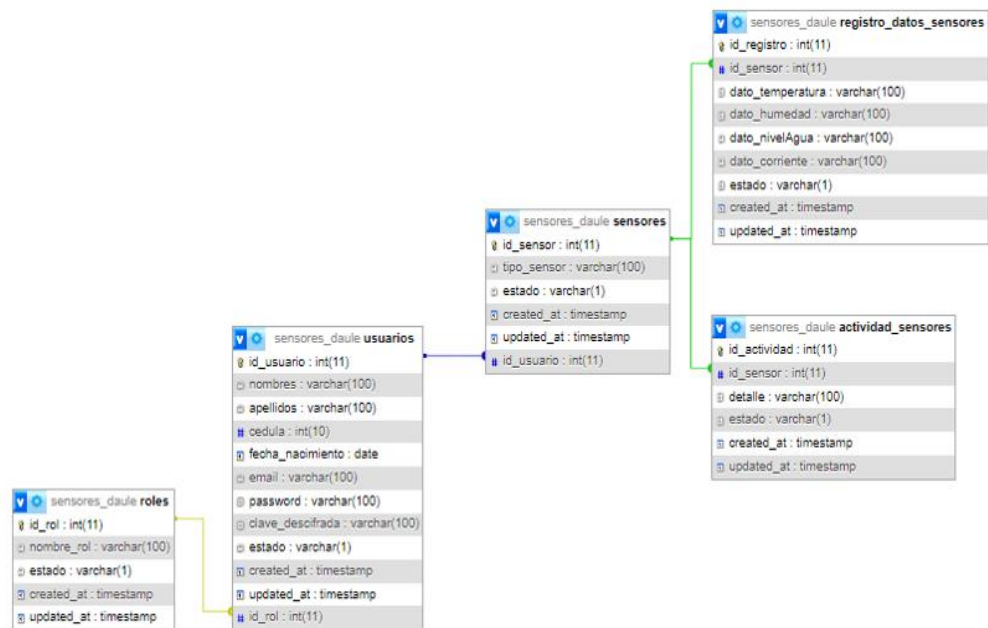 sensores_daule registro_datos_sensores
id_registro : int(11)
id_sensor : int(11)
dato_temperatura : varchar(100)
dato_humedad : varchar(100)
dato_nivelAgua : varchar(100)
dato_corriente : varchar(100)
estado : varchar(1)
created_at : timestamp
updated_at : timestamp
sensores_daule sensores
id_sensor : int(11)
tipo_sensor : varchar(100)
estado : varchar(1)
created_at : timestamp
updated_at : timestamp
id_usuario : int(11)
sensores_daule actividad_sensores
id_actividad : int(11)
id_sensor : int(11)
detalle : varchar(100)
estado : varchar(1)
created_at : timestamp
updated_at : timestamp
sensores_daule usuarios
id_usuario : int(11)
nombres : varchar(100)
apellidos : varchar(100)
cedula : int(10)
fecha_nacimiento : date
email : varchar(100)
password : varchar(100)
clave_descifrada : varchar(100)
estado : varchar(1)
created_at : timestamp
updated_at : timestamp
id_rol : int(11)
sensores_daule roles
id_rol : int(11)
nombre_rol : varchar(100)
estado : varchar(1)
created_at : timestamp
updated_at : timestamp